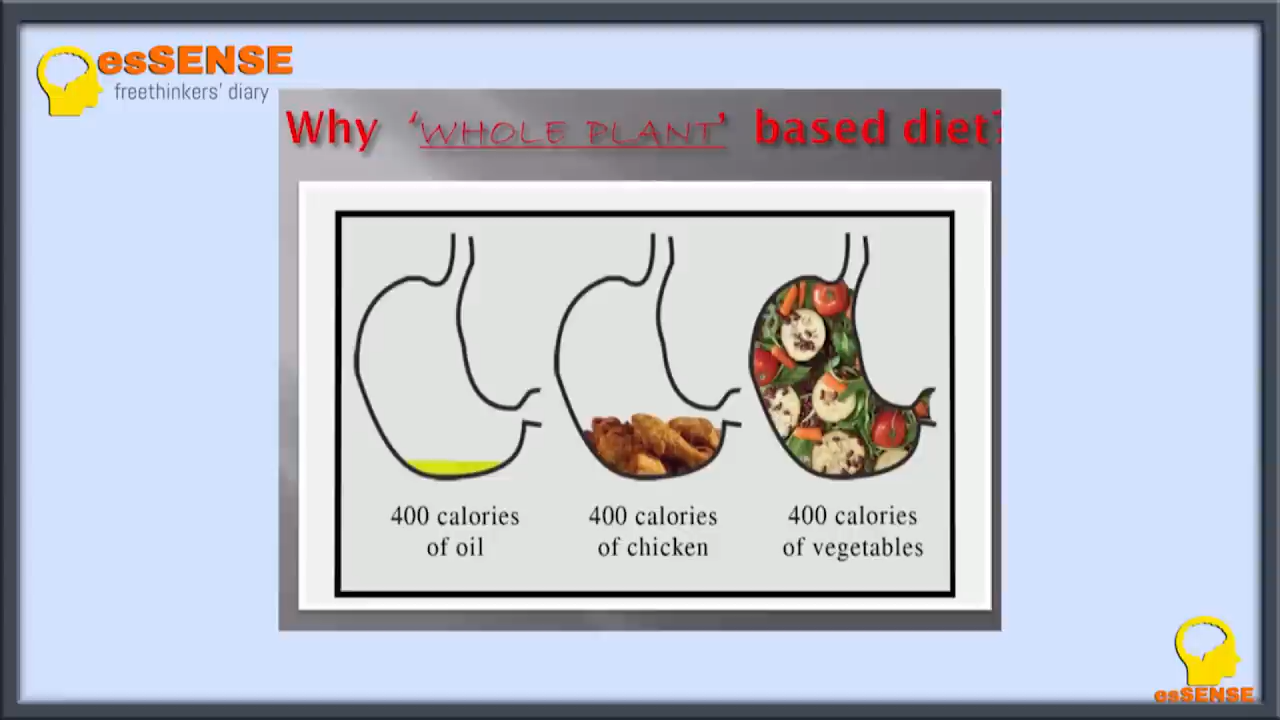 esSENSE
freethinkers' diary
Why ‘WHOLE PLANT’ based diet?
400 calories
of oil
400 calories
of chicken
400 calories
of vegetables
esSENSE